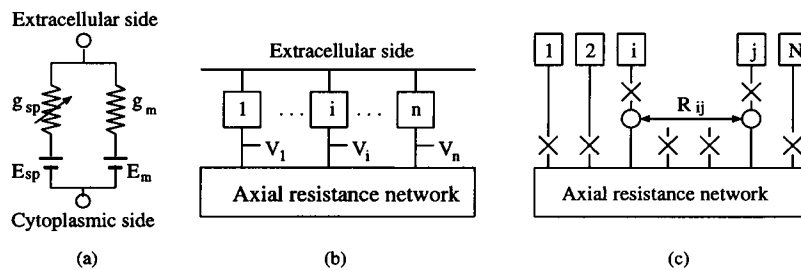 Extracellular side
g sp
g m
E sp
E m
Cytoplasmic side
(a)
Extracellular side
1 ... i ... n
V 1 V i V n
Axial resistance network
(b)
1 2 i j N
R ij
Axial resistance network
(c)